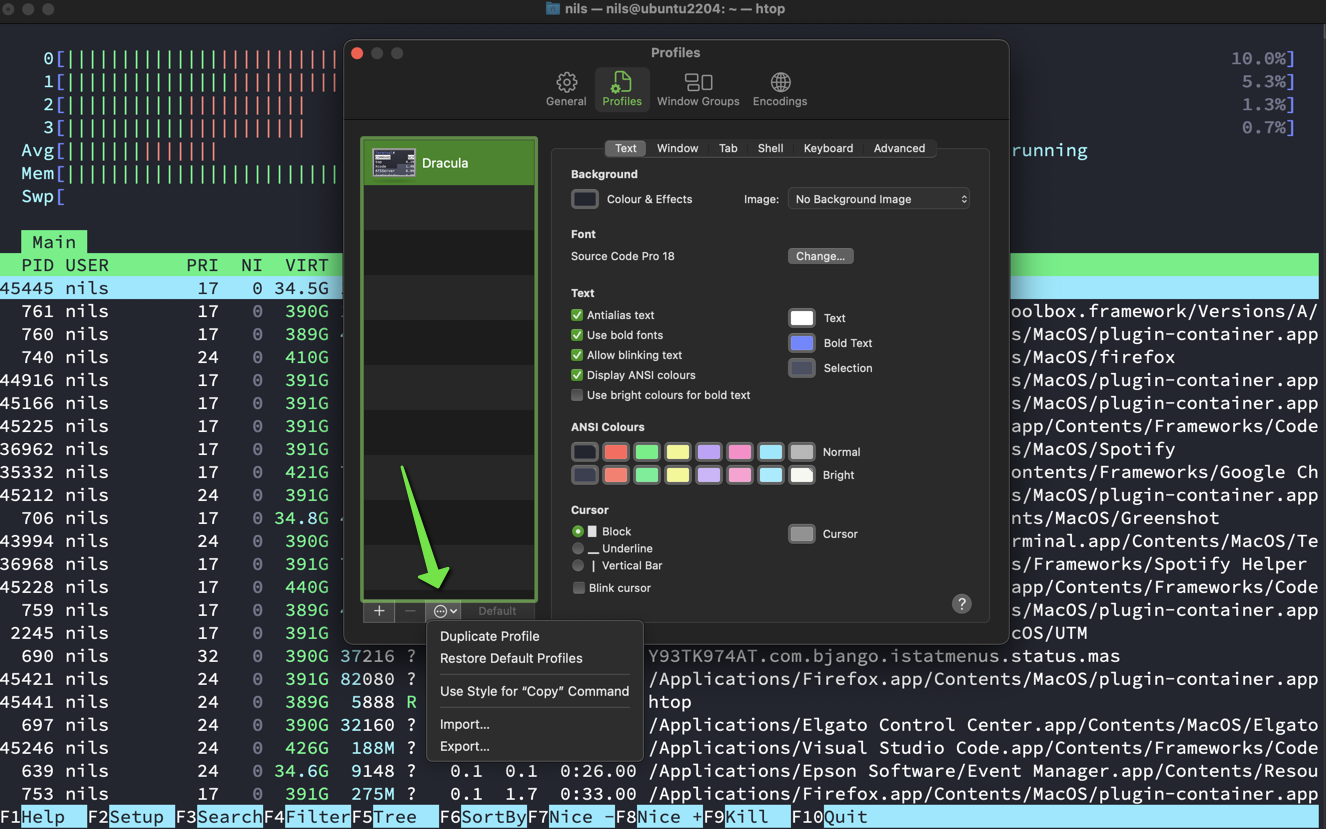 nils — nils@ubuntu2204: ~ — htop
Profiles
General Profiles Window Groups Encodings
0[||||||||||||||||||||||||| 10.0%]
1[||||||||||||||||||||||||| 5.3%]
2[|||||||||||||||||||||| 1.3%]
3[|||||||||||||||||||||| 0.7%]
Avg[|||||||||||||| running
Mem[|||||||||||||||||||||||||
Swp[
Main
PID USER PRI NI VIRT
45445 nils 17 0 34.5G
761 nils 17 0 390G oolbox.framework/Versions/A/
760 nils 17 0 389G s/MacOS/plugin-container.app
740 nils 24 0 410G s/MacOS/firefox
44916 nils 17 0 391G s/MacOS/plugin-container.app
45166 nils 17 0 391G s/MacOS/plugin-container.app
45225 nils 17 0 391G app/Contents/Frameworks/Code
36962 nils 17 0 391G s/MacOS/Spotify
35332 nils 17 0 421G ontents/Frameworks/Google Ch
45212 nils 24 0 391G s/MacOS/plugin-container.app
706 nils 17 0 34.8G nts/MacOS/Greenshot
43994 nils 24 0 390G rminal.app/Contents/MacOS/Te
36968 nils 17 0 391G s/Frameworks/Spotify Helper
45228 nils 17 0 440G app/Contents/Frameworks/Code
759 nils 17 0 389G s/MacOS/plugin-container.app
2245 nils 17 0 391G cOS/UTM
690 nils 32 0 390G 37216 ? Y93TK974AT.com.bjango.istatmenus.status.mas
45421 nils 24 0 391G 82080 ? /Applications/Firefox.app/Contents/MacOS/plugin-container.app
45441 nils 24 0 389G 5888 R htop
697 nils 24 0 390G 32160 ? /Applications/Elgato Control Center.app/Contents/MacOS/Elgato
45246 nils 24 0 426G 188M ? /Applications/Visual Studio Code.app/Contents/Frameworks/Code
639 nils 24 0 34.6G 9148 ? 0.1 0.1 0:26.00 /Applications/Epson Software/Event Manager.app/Contents/Resou
753 nils 17 0 391G 275M ? 0.1 1.7 0:33.00 /Applications/Firefox.app/Contents/MacOS/plugin-container.app
F1Help F2Setup F3SearchF4FilterF5Tree F6SortByF7Nice -F8Nice +F9Kill F10Quit
Dracula
+ − Default
Text Window Tab Shell Keyboard Advanced
Background
Colour & Effects Image: No Background Image
Font
Source Code Pro 18 Change...
Text
Antialias text
Use bold fonts
Allow blinking text
Display ANSI colours
Use bright colours for bold text
Text
Bold Text
Selection
ANSI Colours
Normal
Bright
Cursor
Block
Underline
Vertical Bar
Blink cursor
Cursor
?
Duplicate Profile
Restore Default Profiles
Use Style for “Copy” Command
Import...
Export...